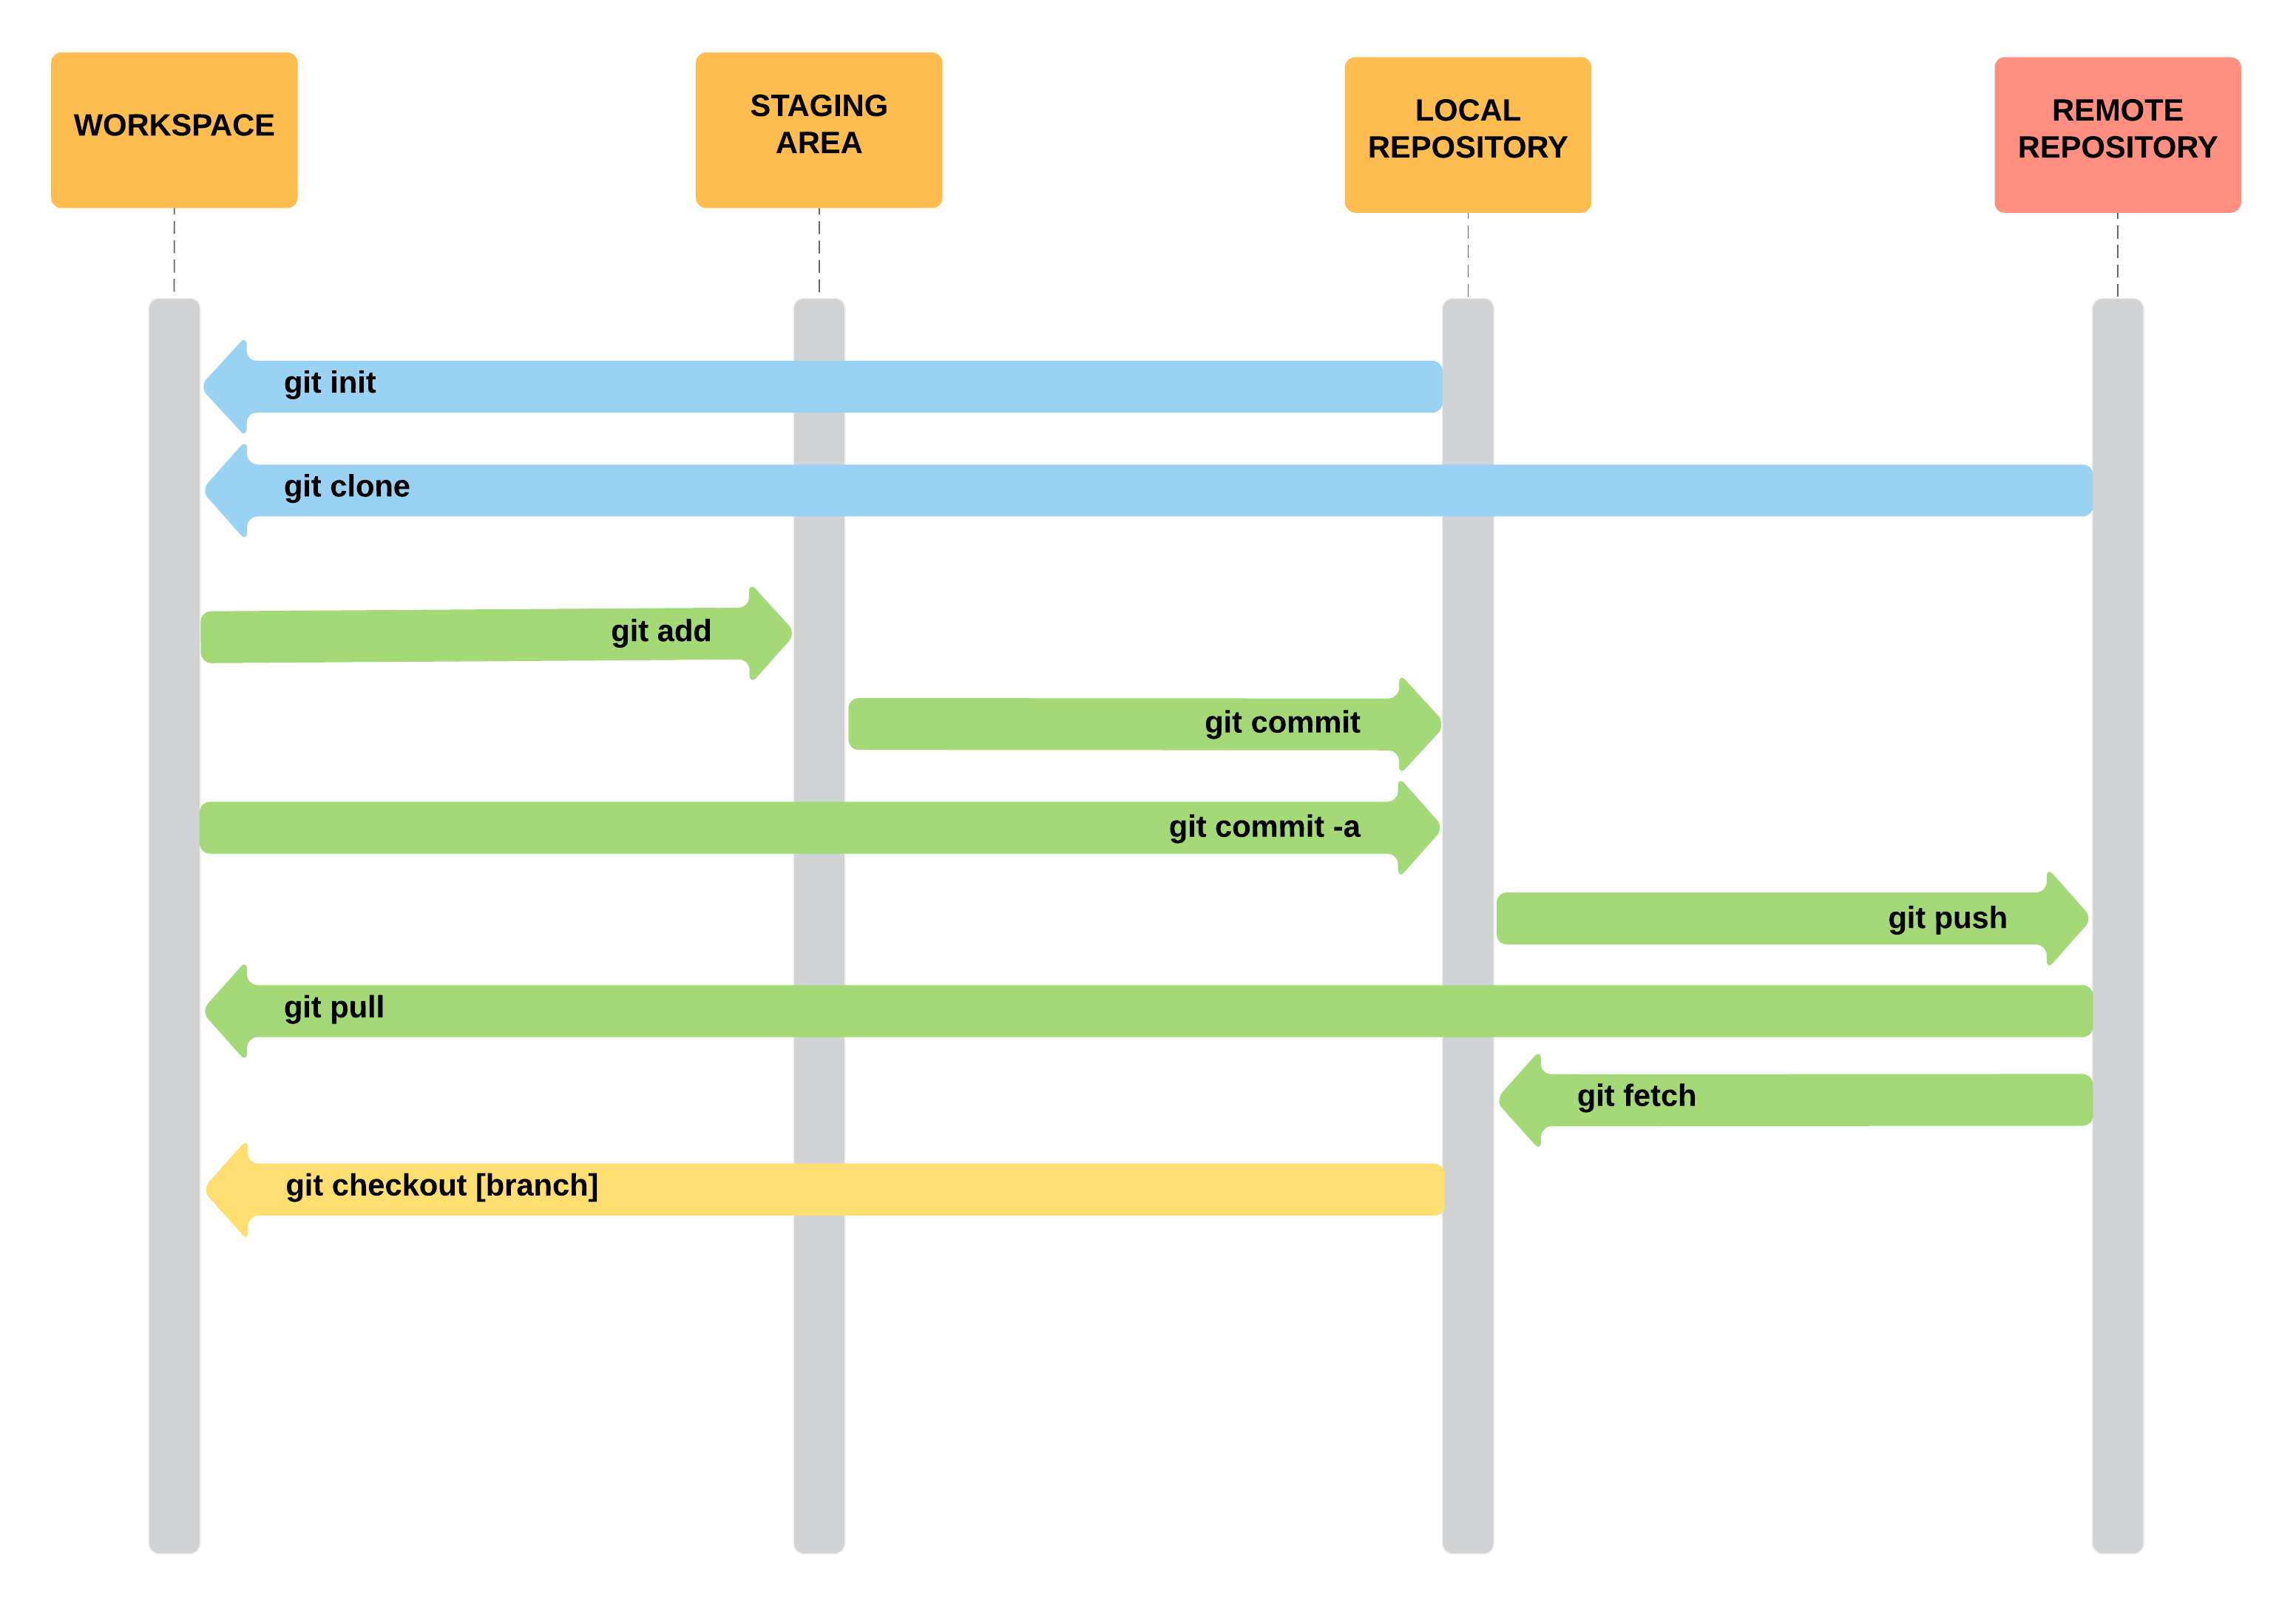 WORKSPACE
STAGING
AREA
LOCAL
REPOSITORY
REMOTE
REPOSITORY
git init
git clone
git add
git commit
git commit -a
git push
git pull
git fetch
git checkout [branch]